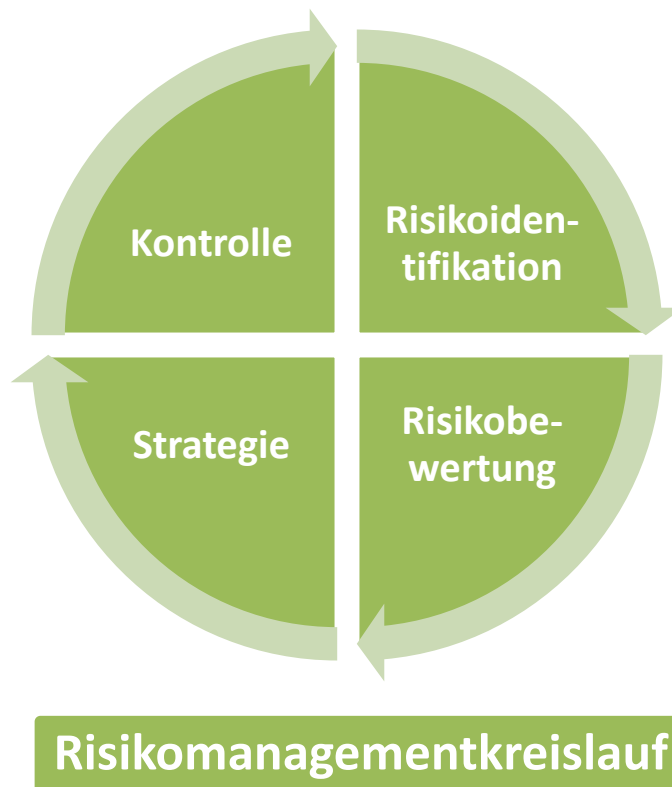 Kontrolle
Risikoiden-
tifikation
Strategie
Risikobe-
wertung
Risikomanagementkreislauf